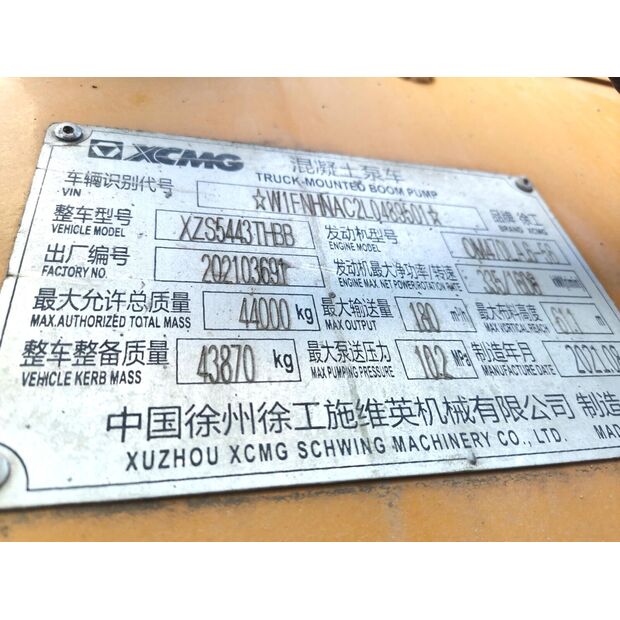 XCMG 混凝土泵车
TRUCK-MOUNTED BOOM PUMP
车辆识别代号 ☆W1FNHNAC2LQ489501☆ 品牌 徐工
VIN BRAND XCMG
整车型号 XZS5443THBB 发动机型号
VEHICLE MODEL ENGINE MODEL
出厂编号 202103691 发动机最大净功率/转速 kW/r/min
FACTORY NO. ENGINE MAX. NET POWER/ROTATION RATE
最大允许总质量 44000 kg 最大输送量 180 m³/h 最大布料高度 61.1 m
MAX.AUTHORIZED TOTAL MASS MAX.OUTPUT MAX.VERTICAL REACH
整车整备质量 43870 kg 最大泵送压力 10.2 MPa 制造年月 2021.0
VEHICLE KERB MASS MAX PUMPING PRESSURE MANUFACTURE DATE
中国徐州徐工施维英机械有限公司 制造
XUZHOU XCMG SCHWING MACHINERY CO., LTD. MAD